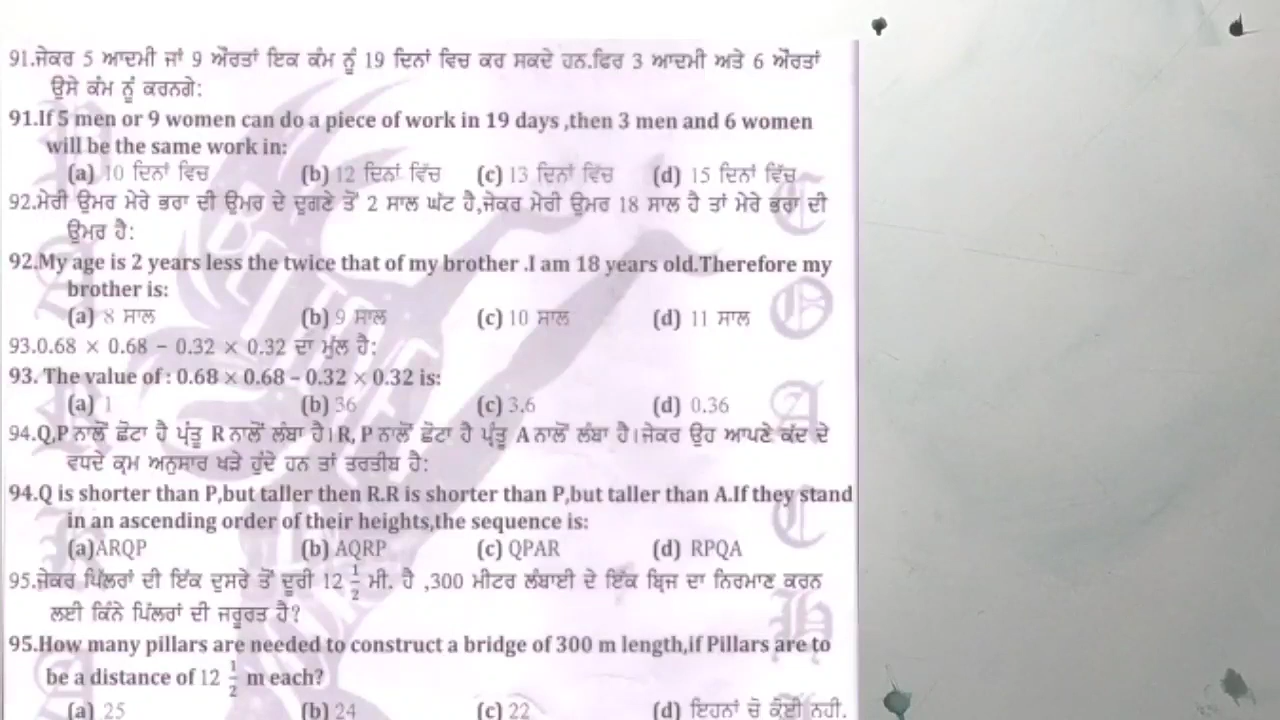 91.ਜੇਕਰ 5 ਆਦਮੀ ਜਾਂ 9 ਔਰਤਾਂ ਇਕ ਕੰਮ ਨੂੰ 19 ਦਿਨਾਂ ਵਿਚ ਕਰ ਸਕਦੇ ਹਨ.ਫਿਰ 3 ਆਦਮੀ ਅਤੇ 6 ਔਰਤਾਂ
ਉਸੇ ਕੰਮ ਨੂੰ ਕਰਨਗੇ:
91.If 5 men or 9 women can do a piece of work in 19 days ,then 3 men and 6 women
will be the same work in:
(a) 10 ਦਿਨਾਂ ਵਿਚ (b) 12 ਦਿਨਾਂ ਵਿੱਚ (c) 13 ਦਿਨਾਂ ਵਿੱਚ (d) 15 ਦਿਨਾਂ ਵਿੱਚ
92.ਮੇਰੀ ਉਮਰ ਮੇਰੇ ਭਰਾ ਦੀ ਉਮਰ ਦੇ ਦੁਗਣੇ ਤੋਂ 2 ਸਾਲ ਘੱਟ ਹੈ,ਜੇਕਰ ਮੇਰੀ ਉਮਰ 18 ਸਾਲ ਹੈ ਤਾਂ ਮੇਰੇ ਭਰਾ ਦੀ
ਉਮਰ ਹੈ:
92.My age is 2 years less the twice that of my brother .I am 18 years old.Therefore my
brother is:
(a) 8 ਸਾਲ (b) 9 ਸਾਲ (c) 10 ਸਾਲ (d) 11 ਸਾਲ
93.0.68 × 0.68 − 0.32 × 0.32 ਦਾ ਮੁੱਲ ਹੈ:
93. The value of : 0.68 × 0.68 – 0.32 × 0.32 is:
(a) 1 (b) 36 (c) 3.6 (d) 0.36
94.Q,P ਨਾਲੋਂ ਛੋਟਾ ਹੈ ਪ੍ਰੰਤੂ R ਨਾਲੋਂ ਲੰਬਾ ਹੈ।R, P ਨਾਲੋਂ ਛੋਟਾ ਹੈ ਪ੍ਰੰਤੂ A ਨਾਲੋਂ ਲੰਬਾ ਹੈ।ਜੇਕਰ ਉਹ ਆਪਣੇ ਕੱਦ ਦੇ
ਵਧਦੇ ਕ੍ਰਮ ਅਨੁਸਾਰ ਖੜੇ ਹੁੰਦੇ ਹਨ ਤਾਂ ਤਰਤੀਬ ਹੈ:
94.Q is shorter than P,but taller then R.R is shorter than P,but taller than A.If they stand
in an ascending order of their heights,the sequence is:
(a)ARQP (b) AQRP (c) QPAR (d) RPQA
95.ਜੇਕਰ ਪਿੱਲਰਾਂ ਦੀ ਇੱਕ ਦੁਸਰੇ ਤੋਂ ਦੂਰੀ 12 1/2 ਮੀ. ਹੈ ,300 ਮੀਟਰ ਲੰਬਾਈ ਦੇ ਇੱਕ ਬ੍ਰਿਜ ਦਾ ਨਿਰਮਾਣ ਕਰਨ
ਲਈ ਕਿੰਨੇ ਪਿੱਲਰਾਂ ਦੀ ਜਰੂਰਤ ਹੈ?
95.How many pillars are needed to construct a bridge of 300 m length,if Pillars are to
be a distance of 12 1/2 m each?
(a) 25 (b) 24 (c) 22 (d) ਇਹਨਾਂ ਚੋ ਕੋਈ ਨਹੀ.